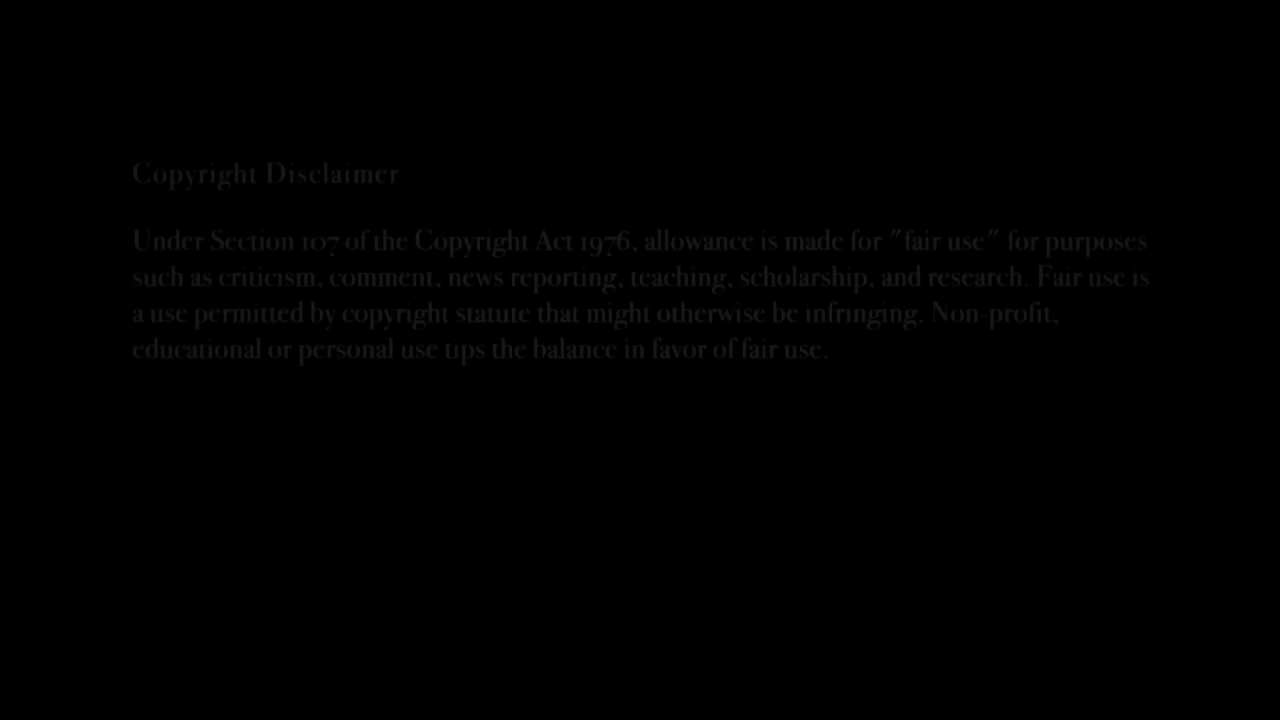 Copyright Disclaimer
Under Section 107 of the Copyright Act 1976, allowance is made for "fair use" for purposes
such as criticism, comment, news reporting, teaching, scholarship, and research. Fair use is
a use permitted by copyright statute that might otherwise be infringing. Non-profit,
educational or personal use tips the balance in favor of fair use.